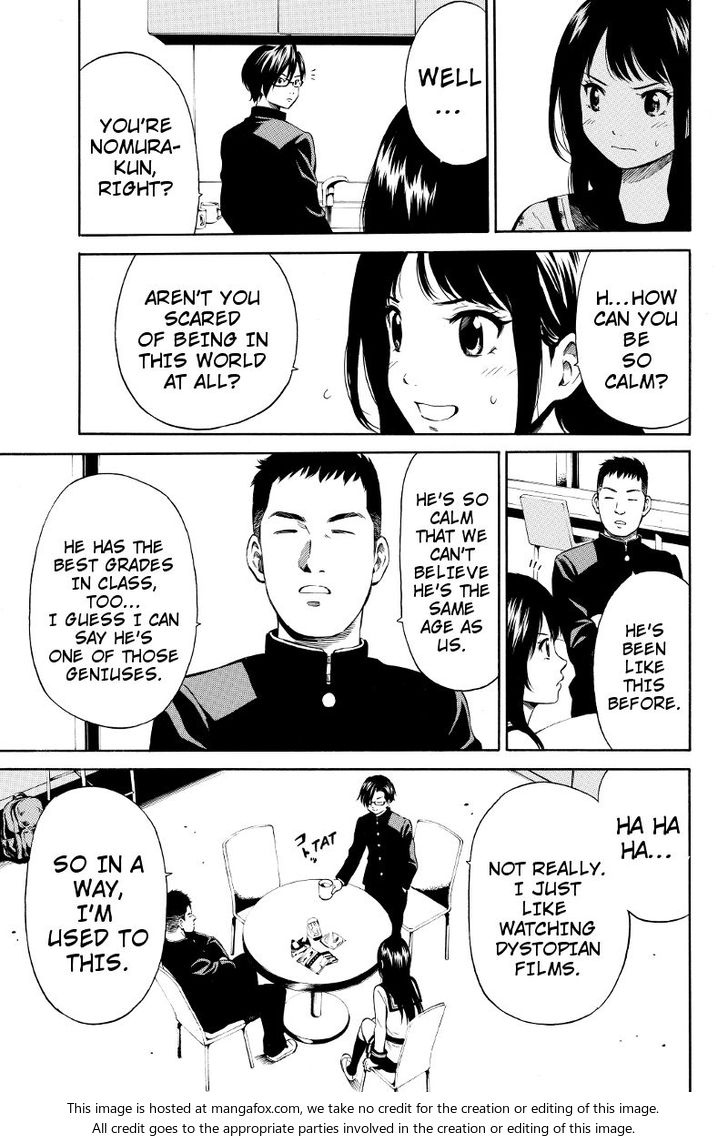 WELL
...
YOU'RE
NOMURA-
KUN,
RIGHT?
H...HOW
CAN YOU
BE
SO
CALM?
AREN'T YOU
SCARED
OF BEING IN
THIS WORLD
AT ALL?
HE'S
BEEN
LIKE
THIS
BEFORE.
HE'S SO
CALM
THAT WE
CAN'T
BELIEVE
HE'S THE
SAME
AGE AS
US.
HE HAS THE
BEST GRADES
IN CLASS,
TOO...
I GUESS I CAN
SAY HE'S
ONE OF THOSE
GENIUSES.
HA HA
HA...
NOT REALLY.
I JUST
LIKE
WATCHING
DYSTOPIAN
FILMS.
コトッ
TAT
SO IN A
WAY,
I'M
USED TO
THIS.
This image is hosted at mangafox.com, we take no credit for the creation or editing of this image.
All credit goes to the appropriate parties involved in the creation or editing of this image.